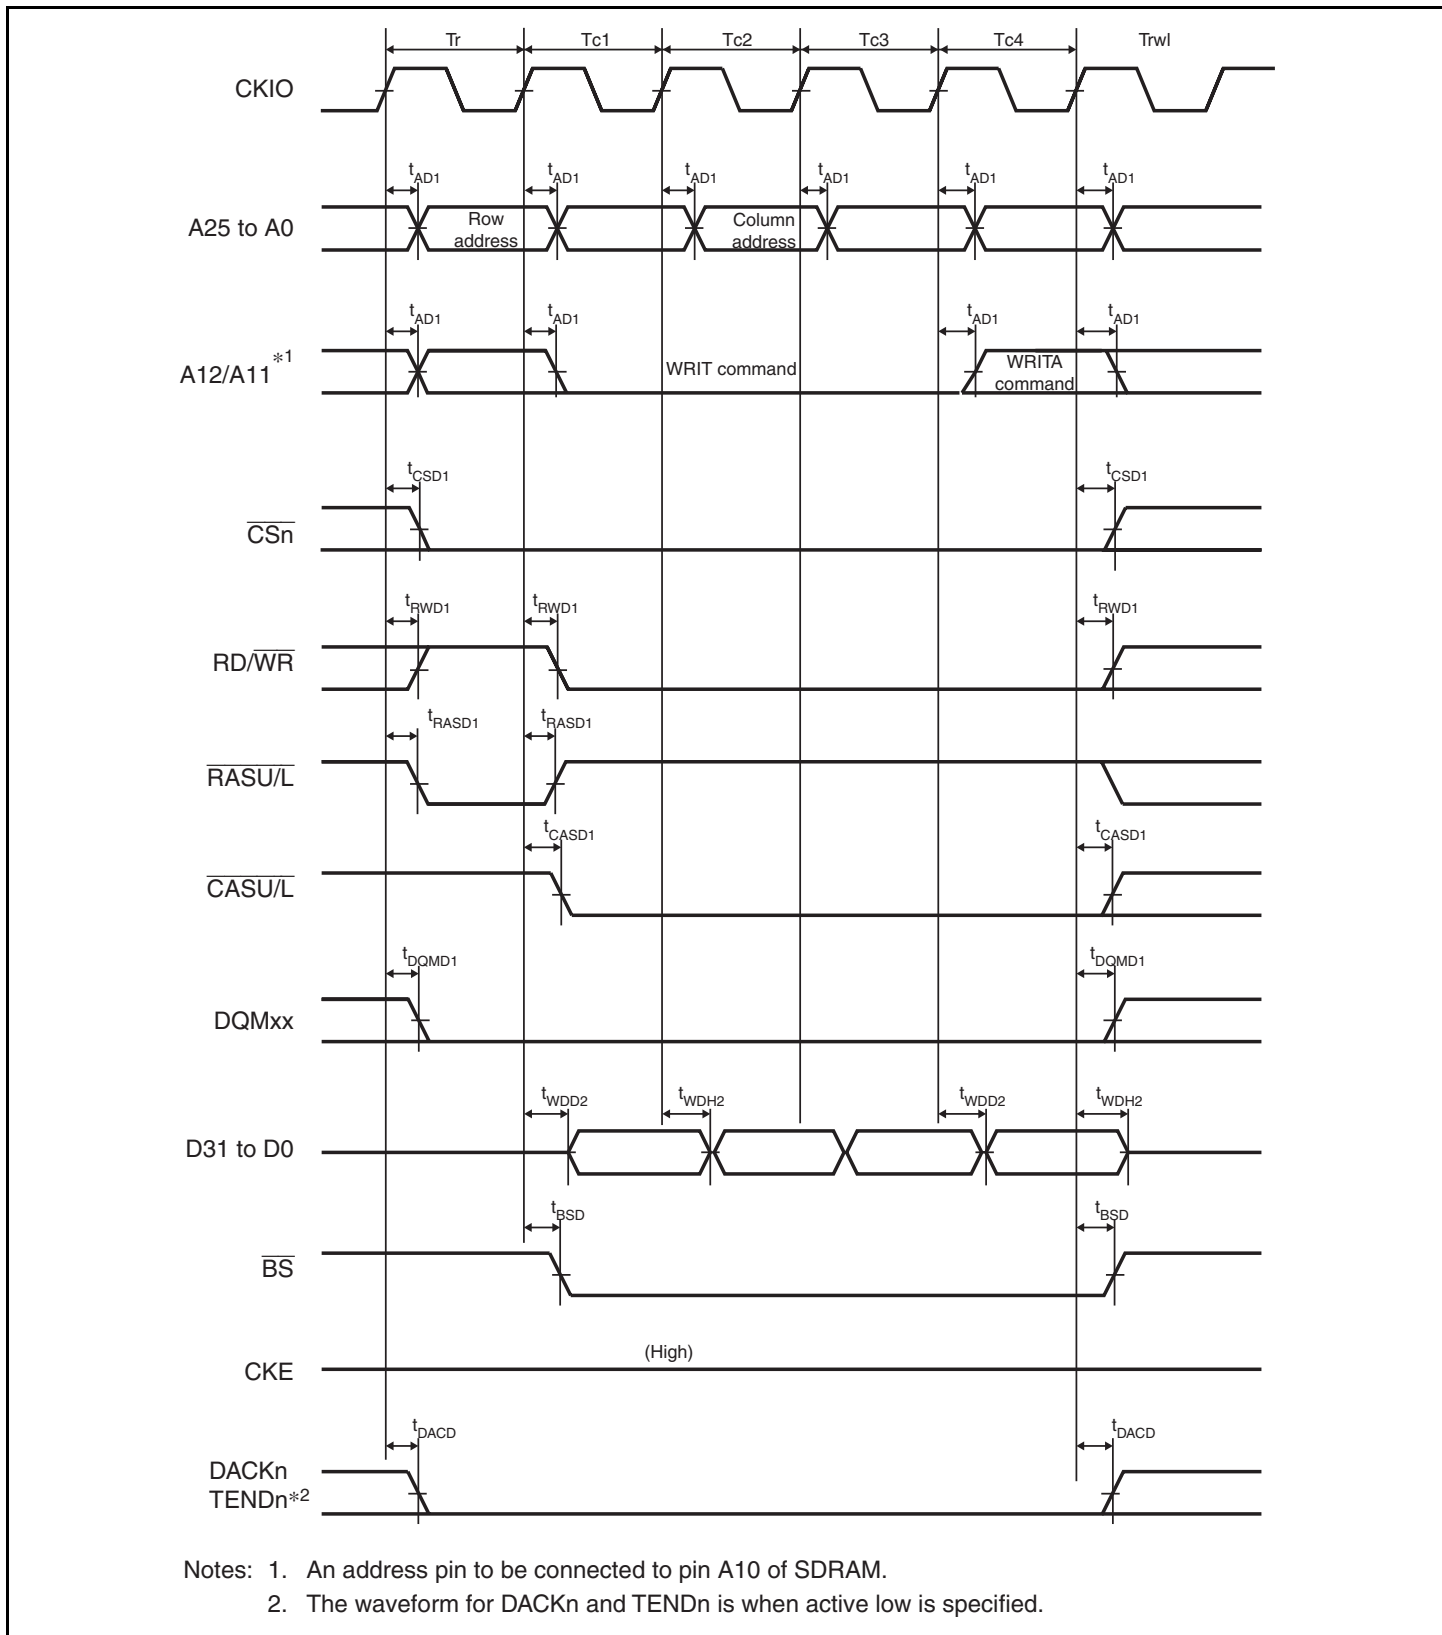 Tr Tc1 Tc2 Tc3 Tc4 Trwl
CKIO
tAD1 tAD1 tAD1 tAD1 tAD1 tAD1
A25 to A0
Row address
Column address
tAD1 tAD1 tAD1 tAD1
A12/A11*1
WRIT command
WRITA command
tCSD1 tCSD1
CSn
tRWD1 tRWD1 tRWD1
RD/WR
tRASD1 tRASD1
RASU/L
tCASD1 tCASD1
CASU/L
tDQMD1 tDQMD1
DQMxx
tWDD2 tWDH2 tWDD2 tWDH2
D31 to D0
tBSD tBSD
BS
(High)
CKE
tDACD tDACD
DACKn
TENDn*2
Notes: 1. An address pin to be connected to pin A10 of SDRAM.
2. The waveform for DACKn and TENDn is when active low is specified.